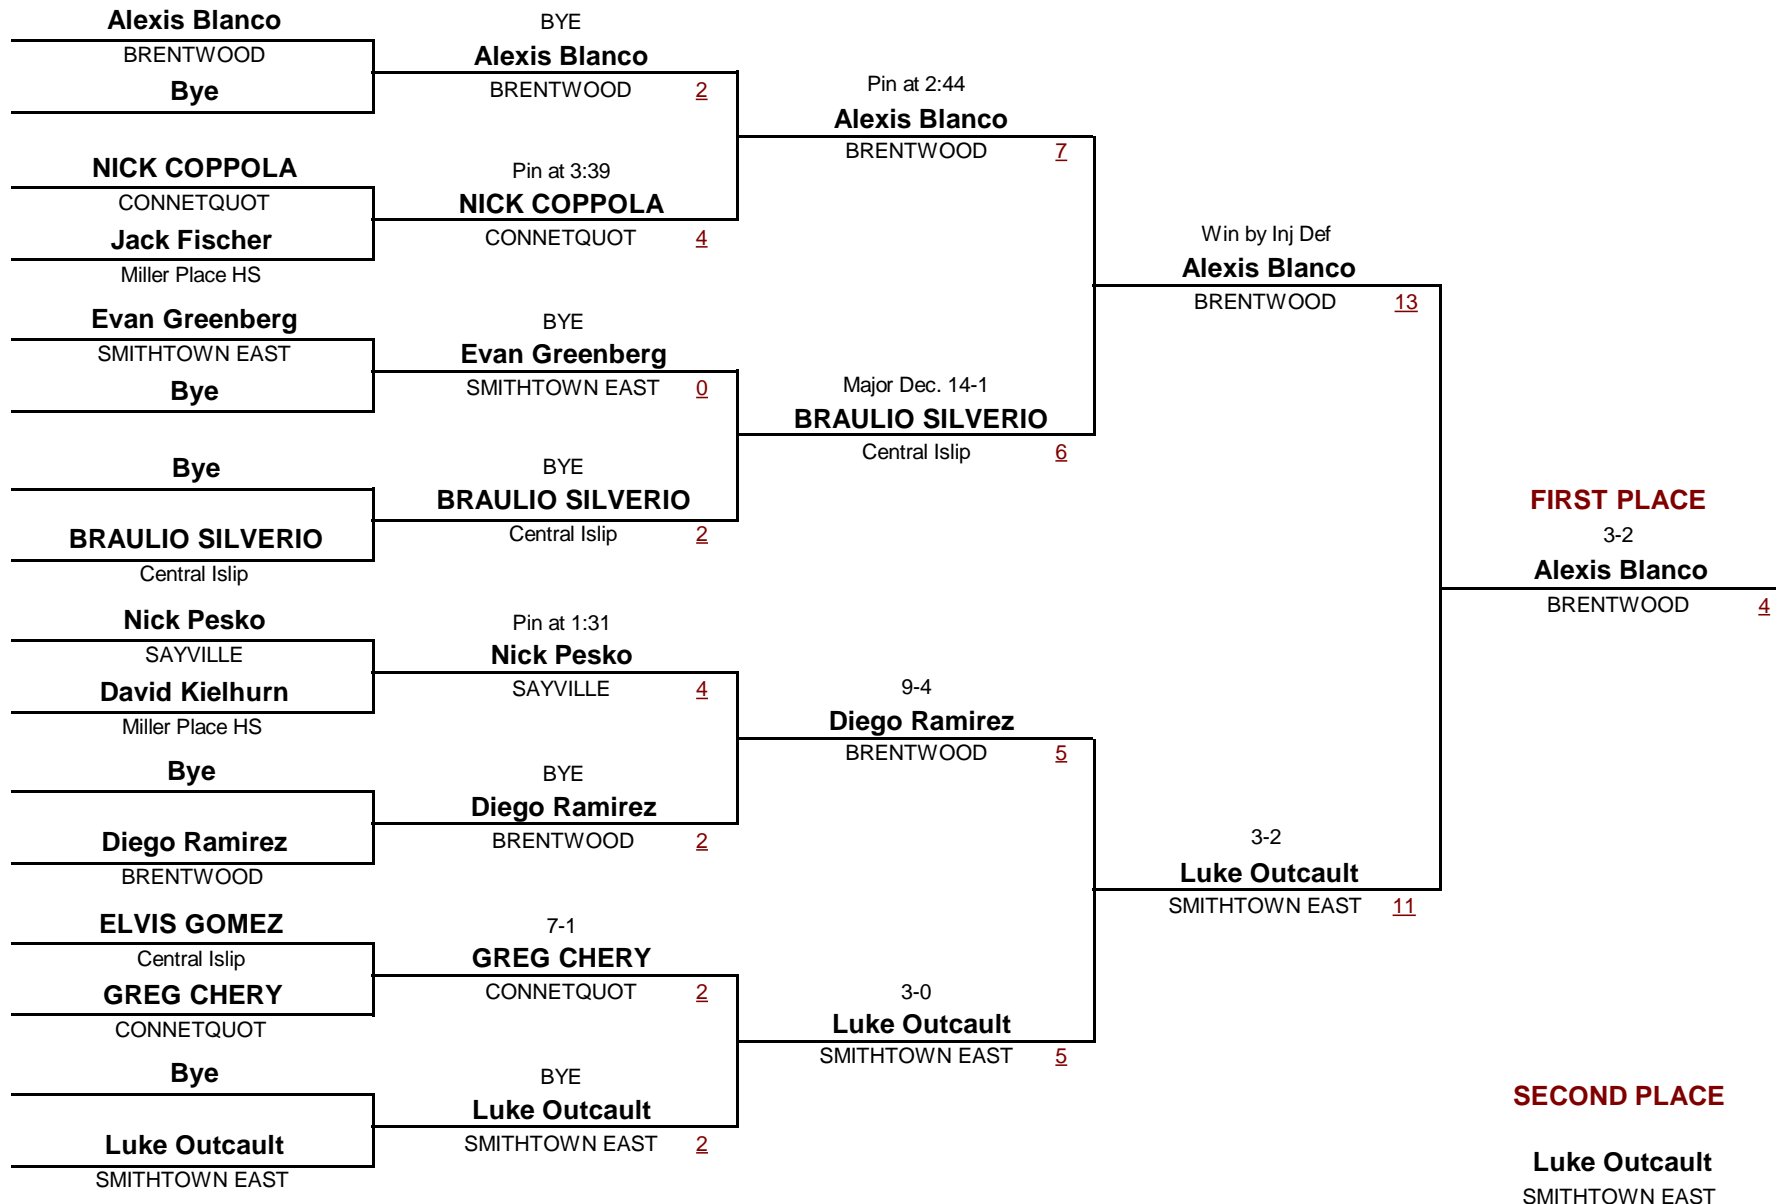 Alexis Blanco
BRENTWOOD
Bye
NICK COPPOLA
CONNETQUOT
Jack Fischer
Miller Place HS
Evan Greenberg
SMITHTOWN EAST
Bye
Bye
BRAULIO SILVERIO
Central Islip
Nick Pesko
SAYVILLE
David Kielhurn
Miller Place HS
Bye
Diego Ramirez
BRENTWOOD
ELVIS GOMEZ
Central Islip
GREG CHERY
CONNETQUOT
Bye
Luke Outcault
SMITHTOWN EAST
BYE
Alexis Blanco
BRENTWOOD 2
Pin at 3:39
NICK COPPOLA
CONNETQUOT 4
BYE
Evan Greenberg
SMITHTOWN EAST 0
BYE
BRAULIO SILVERIO
Central Islip 2
Pin at 1:31
Nick Pesko
SAYVILLE 4
BYE
Diego Ramirez
BRENTWOOD 2
7-1
GREG CHERY
CONNETQUOT 2
BYE
Luke Outcault
SMITHTOWN EAST 2
Pin at 2:44
Alexis Blanco
BRENTWOOD 7
Major Dec. 14-1
BRAULIO SILVERIO
Central Islip 6
9-4
Diego Ramirez
BRENTWOOD 5
3-0
Luke Outcault
SMITHTOWN EAST 5
Win by Inj Def
Alexis Blanco
BRENTWOOD 13
3-2
Luke Outcault
SMITHTOWN EAST 11
FIRST PLACE
3-2
Alexis Blanco
BRENTWOOD 4
SECOND PLACE
Luke Outcault
SMITHTOWN EAST